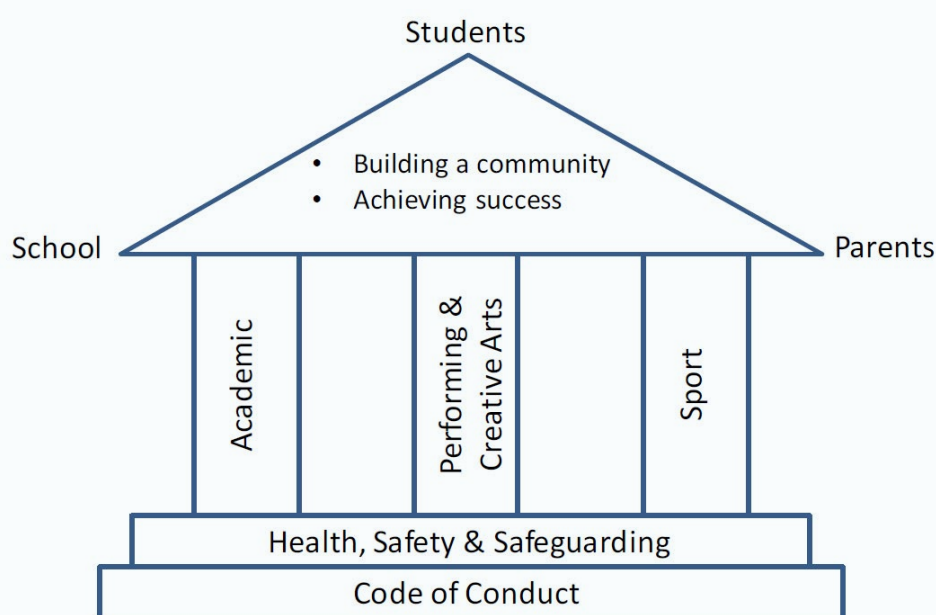 Students
• Building a community
• Achieving success
School
Parents
Academic
Performing &
Creative Arts
Sport
Health, Safety & Safeguarding
Code of Conduct